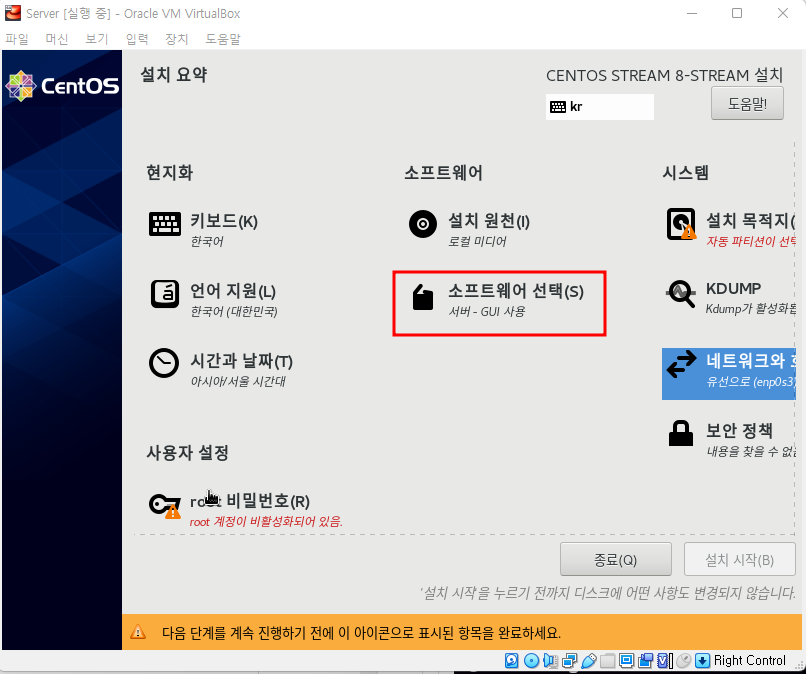 Server [실행 중] - Oracle VM VirtualBox
파일 머신 보기 입력 장치 도움말
CentOS
설치 요약
CENTOS STREAM 8-STREAM 설치
kr
도움말!
현지화
키보드(K)
한국어
언어 지원(L)
한국어 (대한민국)
시간과 날짜(T)
아시아/서울 시간대
소프트웨어
설치 원천(I)
로컬 미디어
소프트웨어 선택(S)
서버 - GUI 사용
시스템
설치 목적지(
자동 파티션이 선택
KDUMP
Kdump가 활성화된
네트워크와 호
유선으로 (enp0s3)
보안 정책
내용을 찾을 수 없
사용자 설정
root 비밀번호(R)
root 계정이 비활성화되어 있음.
종료(Q)
설치 시작(B)
'설치 시작'을 누르기 전까지 디스크에 어떤 사항도 변경되지 않습니다.
다음 단계를 계속 진행하기 전에 이 아이콘으로 표시된 항목을 완료하세요.
Right Control